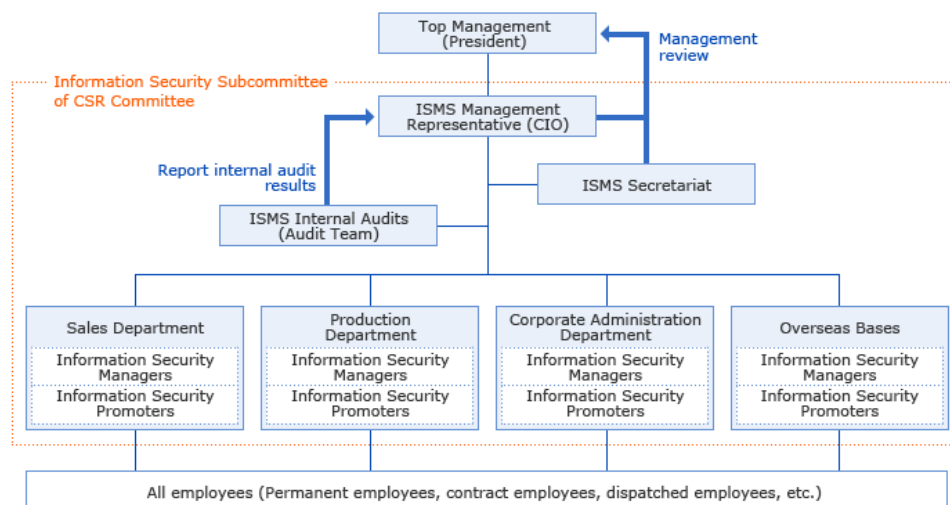 Top Management
(President)
Management
review
Information Security Subcommittee
of CSR Committee
ISMS Management
Representative (CIO)
Report internal audit
results
ISMS Secretariat
ISMS Internal Audits
(Audit Team)
Sales Department
Information Security
Managers
Information Security
Promoters
Production
Department
Information Security
Managers
Information Security
Promoters
Corporate Administration
Department
Information Security
Managers
Information Security
Promoters
Overseas Bases
Information Security
Managers
Information Security
Promoters
All employees (Permanent employees, contract employees, dispatched employees, etc.)